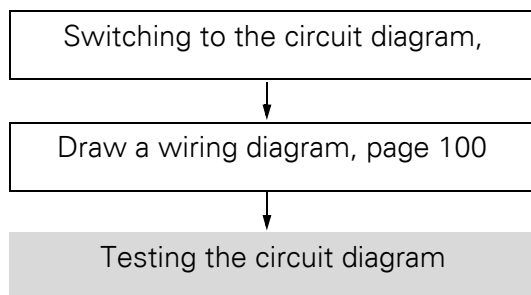 Switching to the circuit diagram,
Draw a wiring diagram, page 100
Testing the circuit diagram